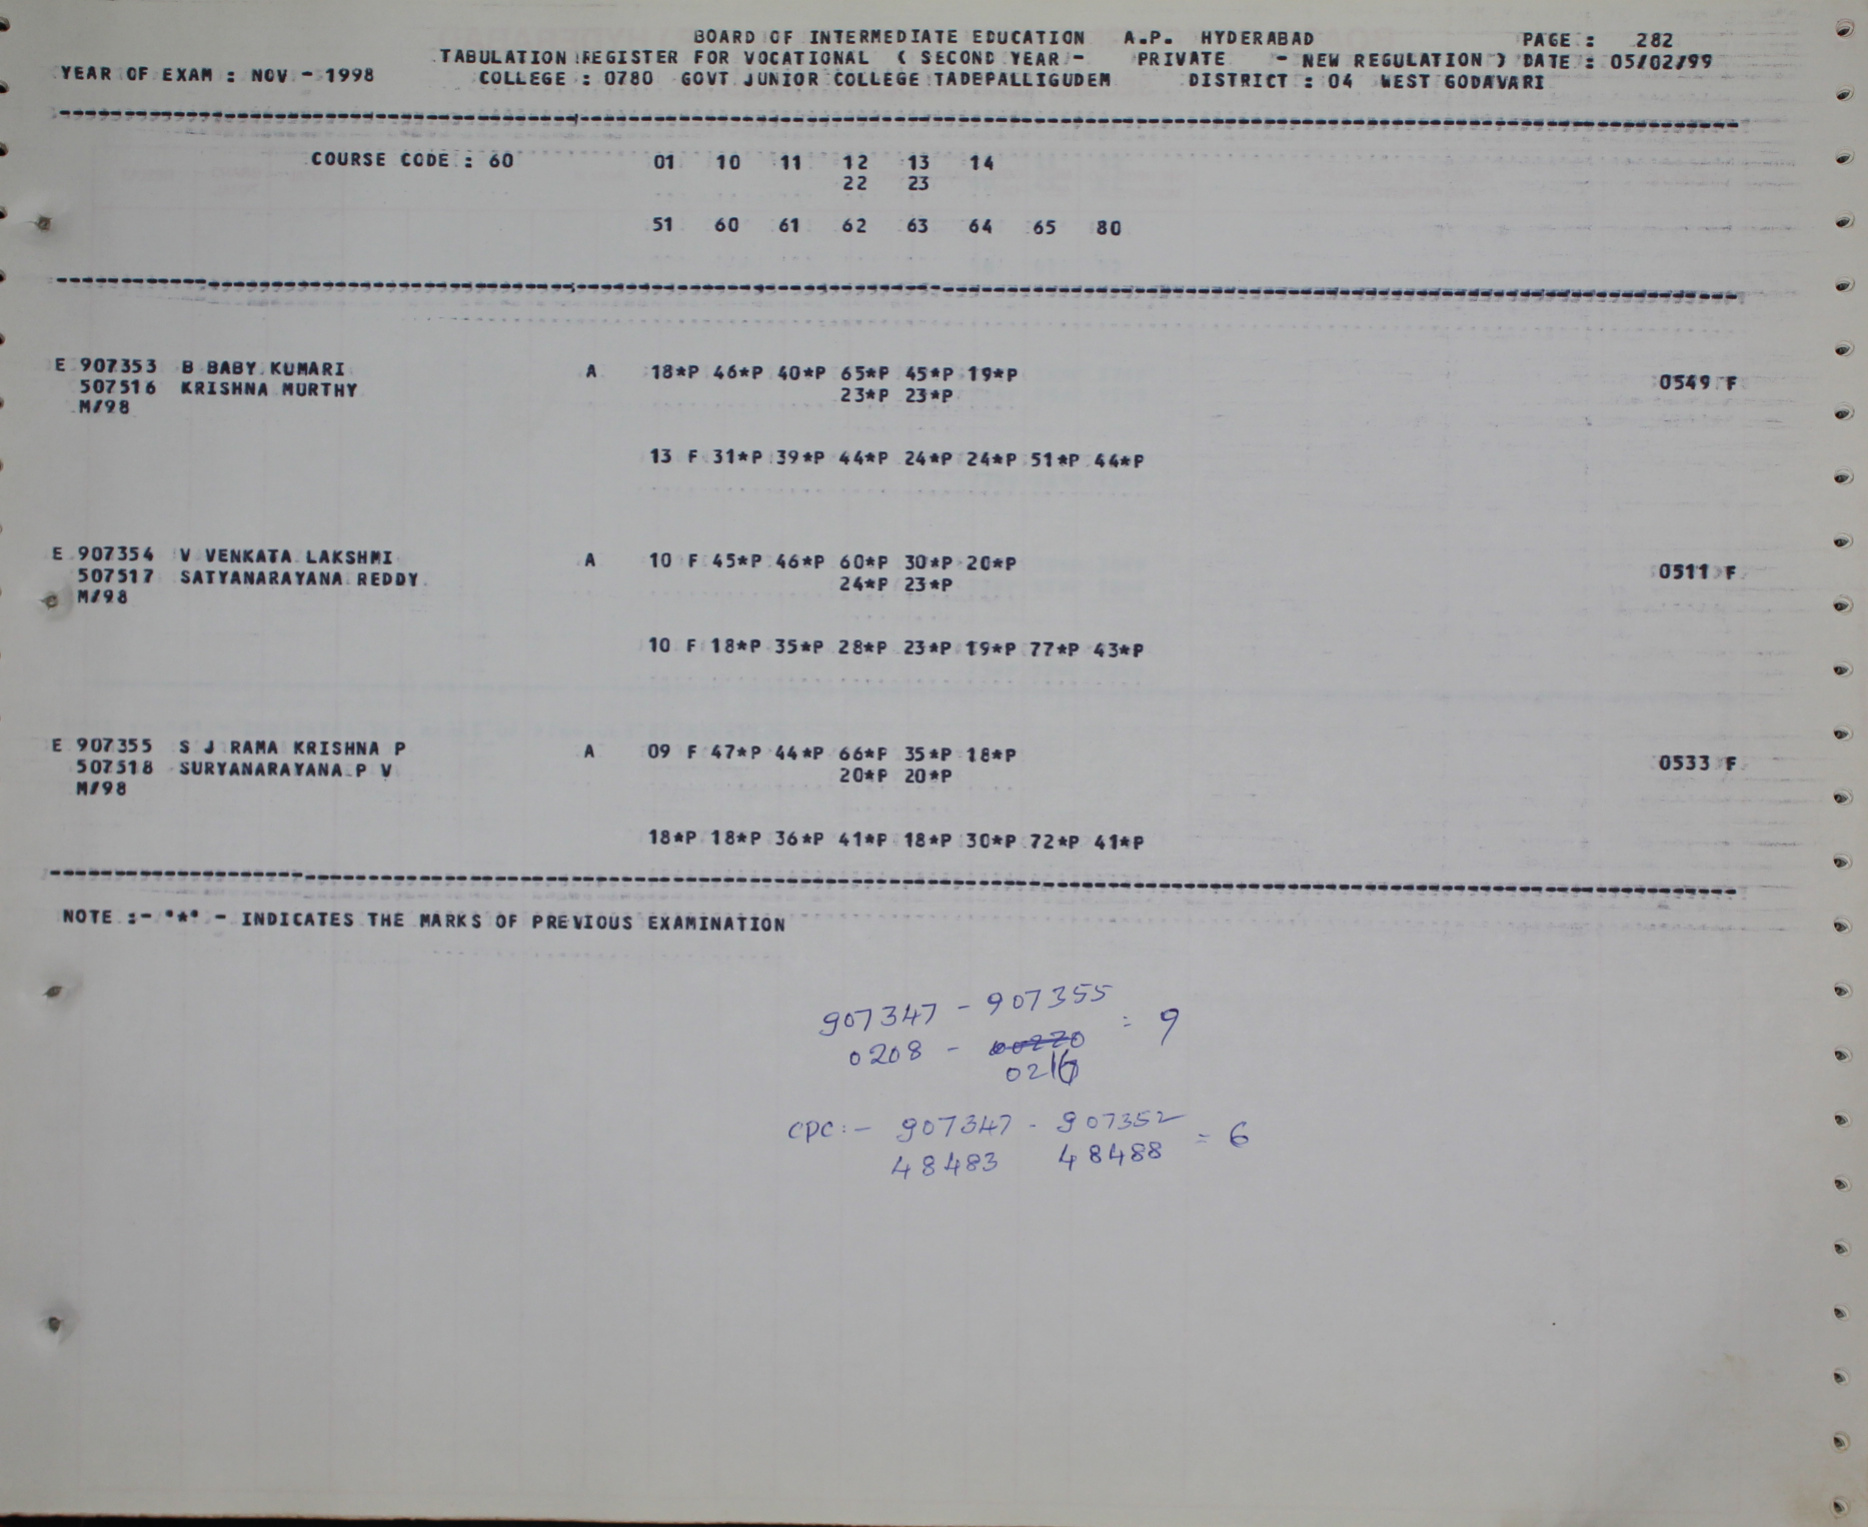 BOARD OF INTERMEDIATE EDUCATION A.P. HYDERABAD PAGE : 282
TABULATION REGISTER FOR VOCATIONAL ( SECOND YEAR - PRIVATE - NEW REGULATION ) DATE : 05/02/99
YEAR OF EXAM : NOV - 1998 COLLEGE : 0780 GOVT JUNIOR COLLEGE TADEPALLIGUDEM DISTRICT : 04 WEST GODAVARI
COURSE CODE : 60 01 10 11 12 13 14
22 23
51 60 61 62 63 64 65 80
E 907353 B BABY KUMARI A 18*P 46*P 40*P 65*P 45*P 19*P 0549 F
507516 KRISHNA MURTHY 23*P 23*P
M/98
13 F 31*P 39*P 44*P 24*P 24*P 51*P 44*P
E 907354 V VENKATA LAKSHMI A 10 F 45*P 46*P 60*P 30*P 20*P 0511 F
507517 SATYANARAYANA REDDY 24*P 23*P
M/98
10 F 18*P 35*P 28*P 23*P 19*P 77*P 43*P
E 907355 S J RAMA KRISHNA P A 09 F 47*P 44*P 66*P 35*P 18*P 0533 F
507518 SURYANARAYANA P V 20*P 20*P
M/98
18*P 18*P 36*P 41*P 18*P 30*P 72*P 41*P
NOTE :- "*" - INDICATES THE MARKS OF PREVIOUS EXAMINATION
907347 - 907355
0208 - = 9
0216
CPC :- 907347 - 907352 = 6
48483 48488